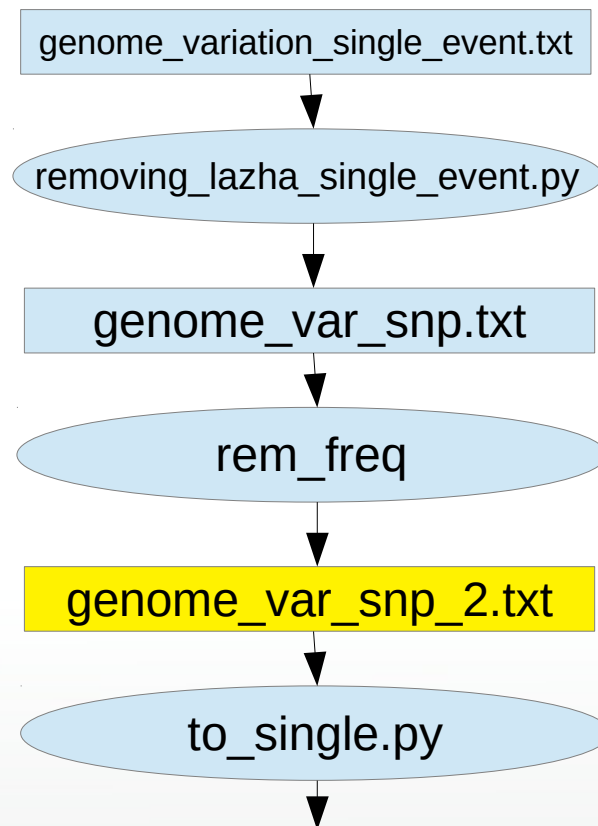 genome_variation_single_event.txt
removing_lazha_single_event.py
genome_var_snp.txt
rem_freq
genome_var_snp_2.txt
to_single.py